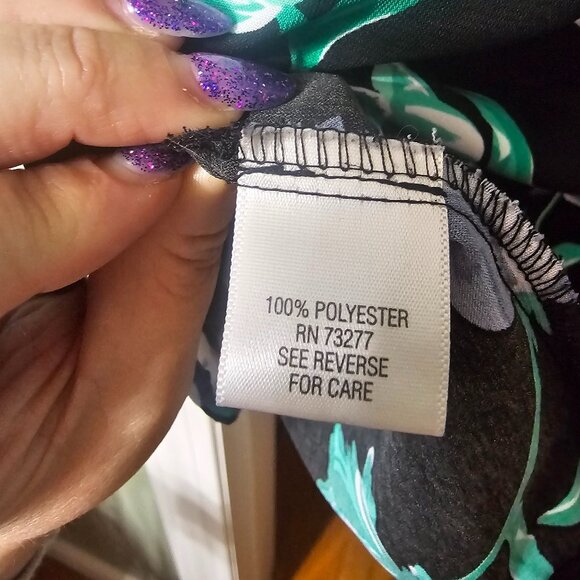 100% POLYESTER
RN 73277
SEE REVERSE
FOR CARE